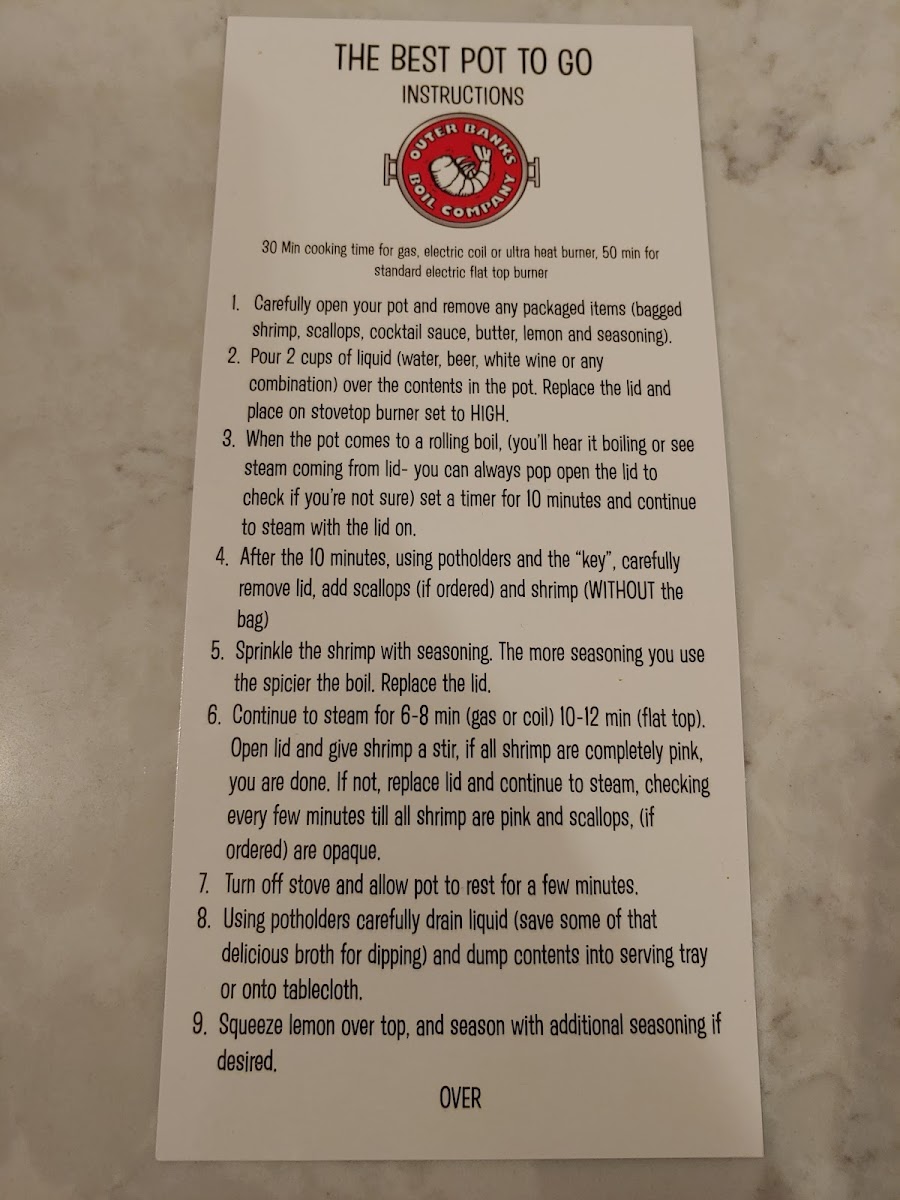 THE BEST POT TO GO
INSTRUCTIONS
OUTER BANKS
BOIL COMPANY
30 Min cooking time for gas, electric coil or ultra heat burner, 50 min for
standard electric flat top burner
1. Carefully open your pot and remove any packaged items (bagged
shrimp, scallops, cocktail sauce, butter, lemon and seasoning).
2. Pour 2 cups of liquid (water, beer, white wine or any
combination) over the contents in the pot. Replace the lid and
place on stovetop burner set to HIGH.
3. When the pot comes to a rolling boil, (you'll hear it boiling or see
steam coming from lid- you can always pop open the lid to
check if you're not sure) set a timer for 10 minutes and continue
to steam with the lid on.
4. After the 10 minutes, using potholders and the “key”, carefully
remove lid, add scallops (if ordered) and shrimp (WITHOUT the
bag)
5. Sprinkle the shrimp with seasoning. The more seasoning you use
the spicier the boil. Replace the lid.
6. Continue to steam for 6-8 min (gas or coil) 10-12 min (flat top).
Open lid and give shrimp a stir, if all shrimp are completely pink,
you are done. If not, replace lid and continue to steam, checking
every few minutes till all shrimp are pink and scallops, (if
ordered) are opaque.
7. Turn off stove and allow pot to rest for a few minutes.
8. Using potholders carefully drain liquid (save some of that
delicious broth for dipping) and dump contents into serving tray
or onto tablecloth.
9. Squeeze lemon over top, and season with additional seasoning if
desired.
OVER